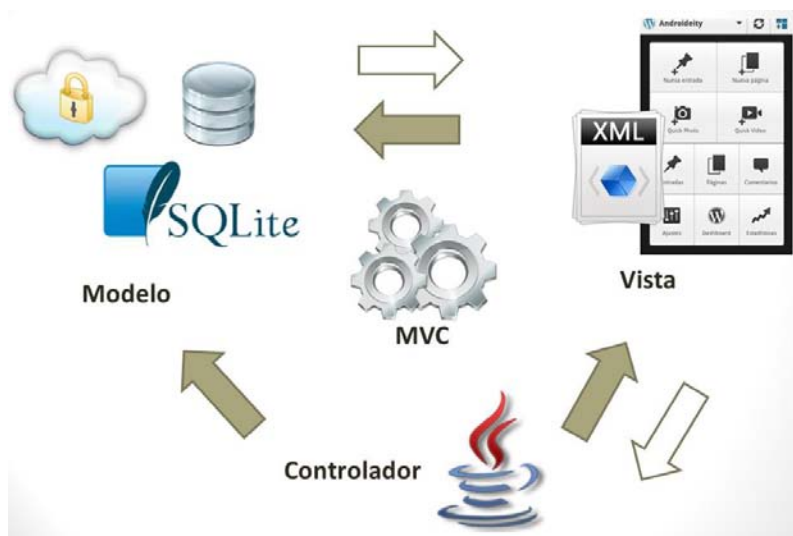 Androideity
Nueva entrada
Nueva página
Quick Photo
Quick Video
XML
Entradas
Páginas
Comentarios
SQLite
Ajustes
Dashboard
Estadísticas
Modelo
Vista
MVC
Controlador